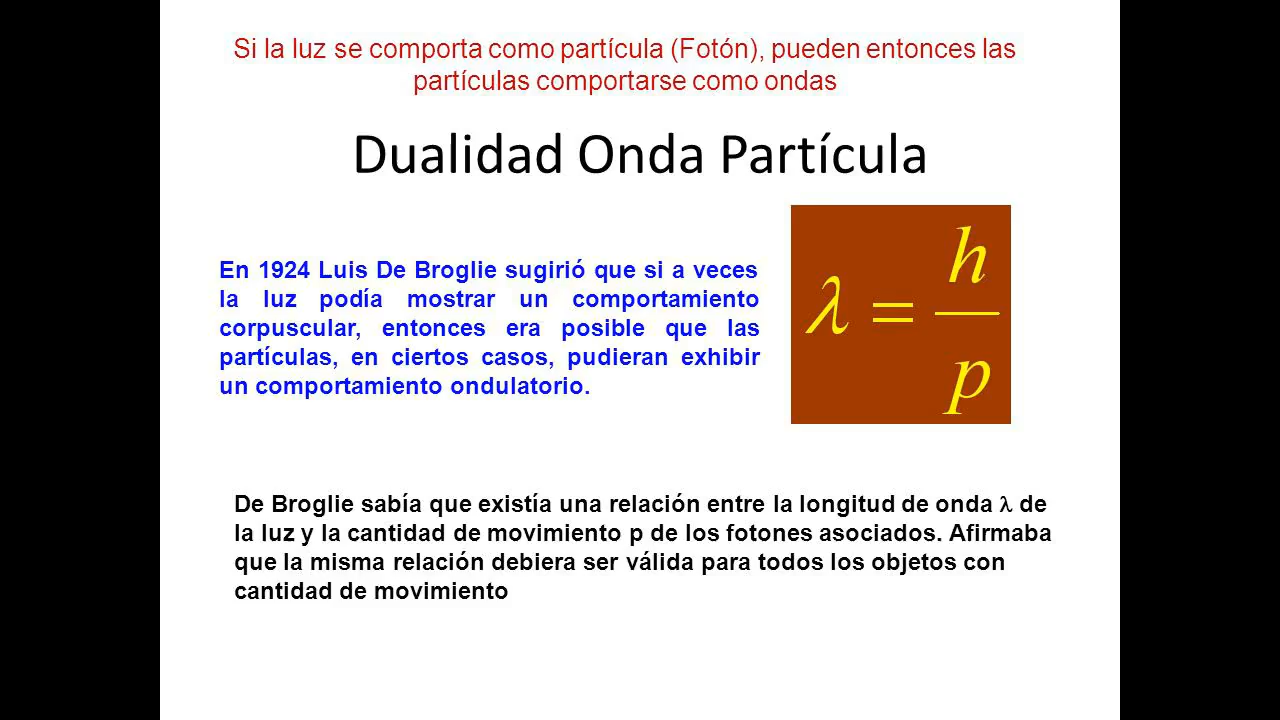 Si la luz se comporta como partícula (Fotón), pueden entonces las
partículas comportarse como ondas
Dualidad Onda Partícula
En 1924 Luis De Broglie sugirió que si a veces
la luz podía mostrar un comportamiento
corpuscular, entonces era posible que las
partículas, en ciertos casos, pudieran exhibir
un comportamiento ondulatorio.
λ = h / p
De Broglie sabía que existía una relación entre la longitud de onda λ de
la luz y la cantidad de movimiento p de los fotones asociados. Afirmaba
que la misma relación debiera ser válida para todos los objetos con
cantidad de movimiento